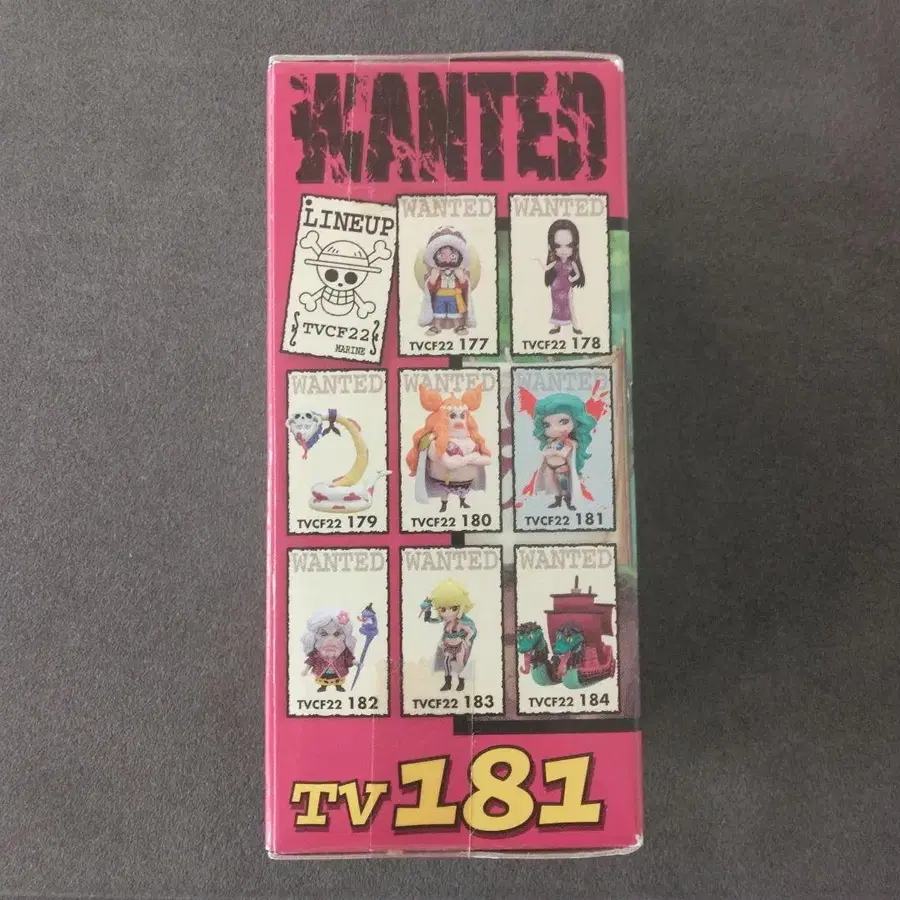 WANTED
LINEUP
TVCF22
MARINE
WANTED
TVCF22 177
WANTED
TVCF22 178
WANTED
TVCF22 179
WANTED
TVCF22 180
WANTED
TVCF22 181
WANTED
TVCF22 182
WANTED
TVCF22 183
WANTED
TVCF22 184
TV181